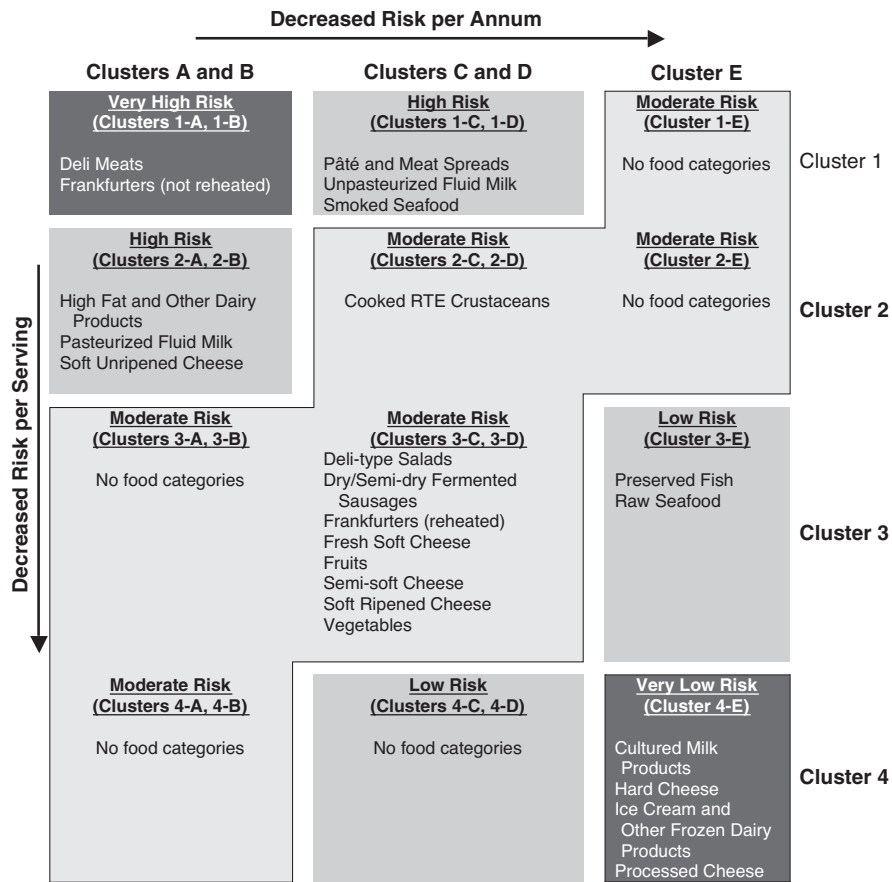 Decreased Risk per Annum
Clusters A and B
Clusters C and D
Cluster E
Decreased Risk per Serving
Very High Risk
(Clusters 1-A, 1-B)
Deli Meats
Frankfurters (not reheated)
High Risk
(Clusters 1-C, 1-D)
Pâté and Meat Spreads
Unpasteurized Fluid Milk
Smoked Seafood
Moderate Risk
(Cluster 1-E)
No food categories
Cluster 1
High Risk
(Clusters 2-A, 2-B)
High Fat and Other Dairy
Products
Pasteurized Fluid Milk
Soft Unripened Cheese
Moderate Risk
(Clusters 2-C, 2-D)
Cooked RTE Crustaceans
Moderate Risk
(Cluster 2-E)
No food categories
Cluster 2
Moderate Risk
(Clusters 3-A, 3-B)
No food categories
Moderate Risk
(Clusters 3-C, 3-D)
Deli-type Salads
Dry/Semi-dry Fermented
Sausages
Frankfurters (reheated)
Fresh Soft Cheese
Fruits
Semi-soft Cheese
Soft Ripened Cheese
Vegetables
Low Risk
(Cluster 3-E)
Preserved Fish
Raw Seafood
Cluster 3
Moderate Risk
(Clusters 4-A, 4-B)
No food categories
Low Risk
(Clusters 4-C, 4-D)
No food categories
Very Low Risk
(Cluster 4-E)
Cultured Milk
Products
Hard Cheese
Ice Cream and
Other Frozen Dairy
Products
Processed Cheese
Cluster 4